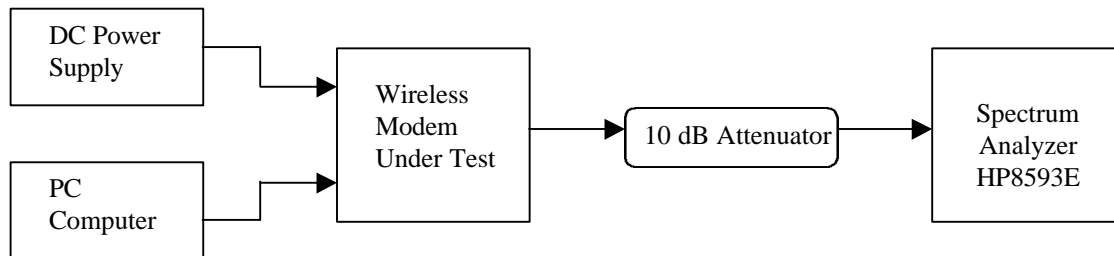 DC Power
Supply
PC
Computer
Wireless
Modem
Under Test
10 dB Attenuator
Spectrum
Analyzer
HP8593E